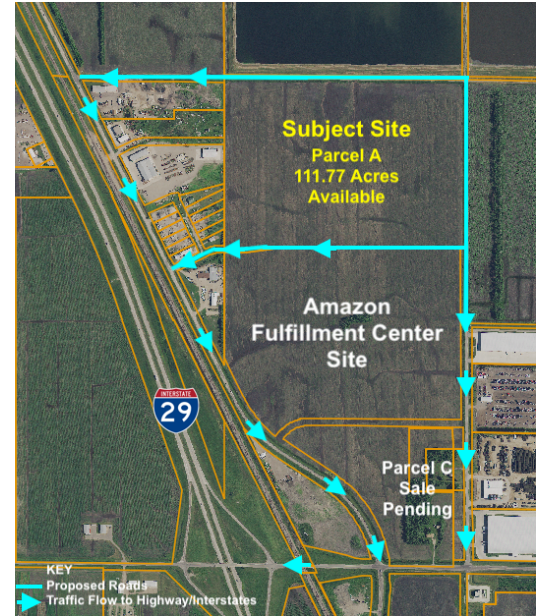 Subject Site
Parcel A
111.77 Acres
Available
Amazon
Fulfillment Center
Site
INTERSTATE
29
Parcel C
Sale
Pending
KEY
Proposed Roads
Traffic Flow to Highway/Interstates